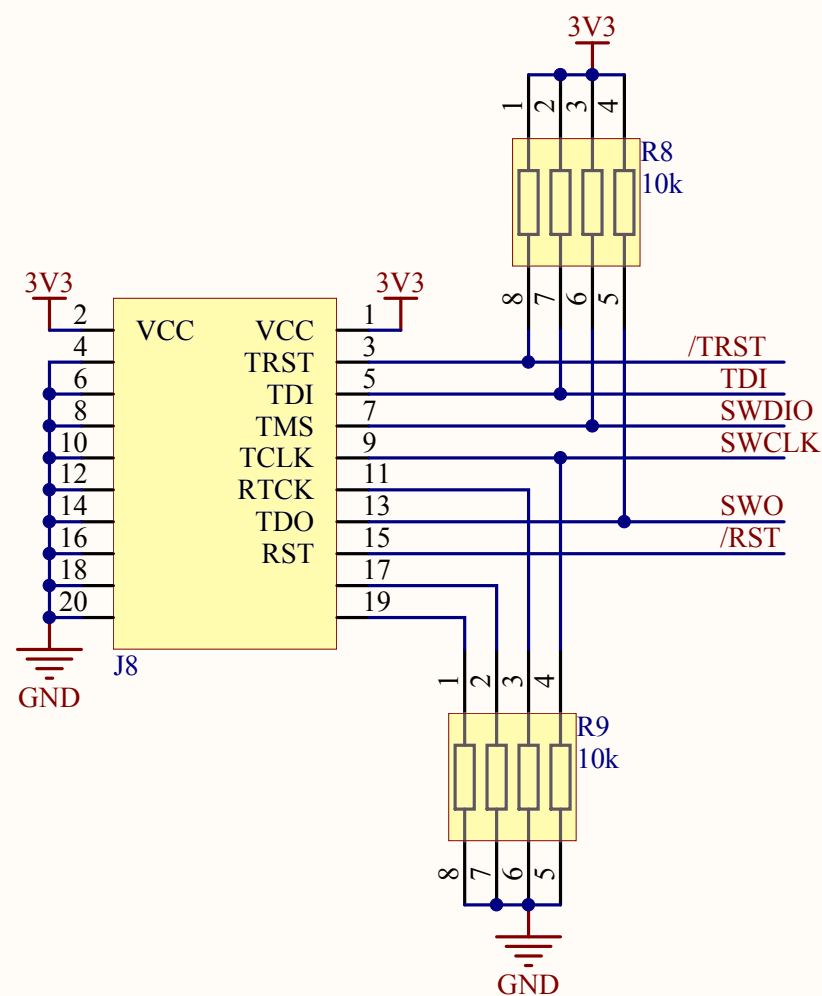 3V3
1 2 3 4
R8
10k
8 7 6 5
3V3
3V3
2 VCC VCC 1
4 TRST 3 /TRST
6 TDI 5 TDI
8 TMS 7 SWDIO
10 TCLK 9 SWCLK
12 RTCK 11
14 TDO 13 SWO
16 RST 15 /RST
18 17
20 19
J8
GND
1 2 3 4
R9
10k
8 7 6 5
GND